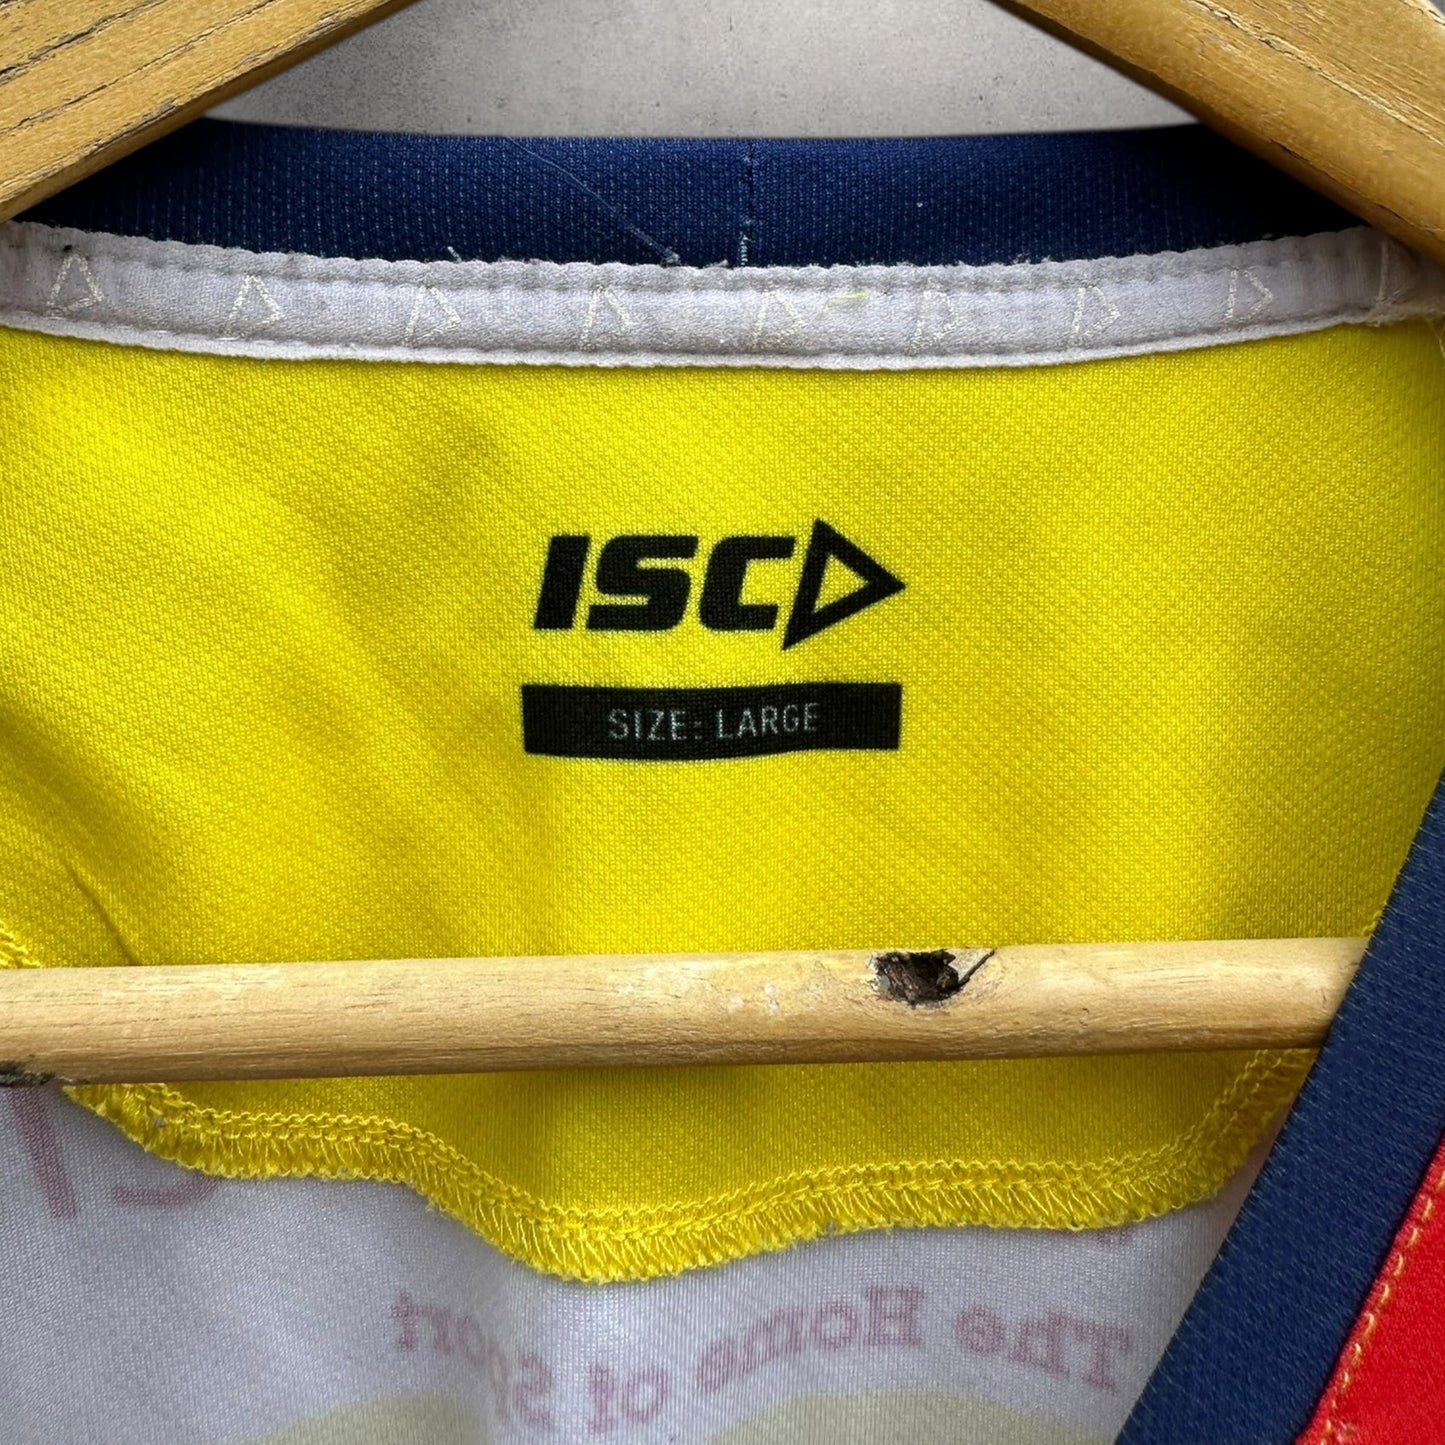 ISC
SIZE: LARGE
The Home
of Sport